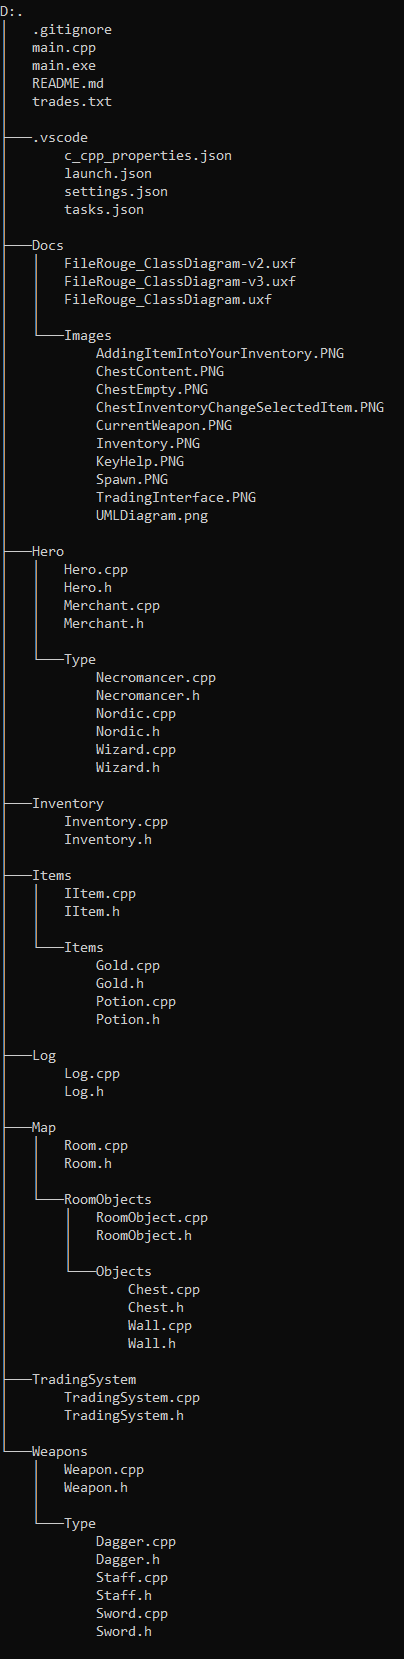 D:.
│   .gitignore
│   main.cpp
│   main.exe
│   README.md
│   trades.txt
│
├───.vscode
│       c_cpp_properties.json
│       launch.json
│       settings.json
│       tasks.json
│
├───Docs
│   │   FileRouge_ClassDiagram-v2.uxf
│   │   FileRouge_ClassDiagram-v3.uxf
│   │   FileRouge_ClassDiagram.uxf
│   │
│   └───Images
│           AddingItemIntoYourInventory.PNG
│           ChestContent.PNG
│           ChestEmpty.PNG
│           ChestInventoryChangeSelectedItem.PNG
│           CurrentWeapon.PNG
│           Inventory.PNG
│           KeyHelp.PNG
│           Spawn.PNG
│           TradingInterface.PNG
│           UMLDiagram.png
│
├───Hero
│   │   Hero.cpp
│   │   Hero.h
│   │   Merchant.cpp
│   │   Merchant.h
│   │
│   └───Type
│           Necromancer.cpp
│           Necromancer.h
│           Nordic.cpp
│           Nordic.h
│           Wizard.cpp
│           Wizard.h
│
├───Inventory
│       Inventory.cpp
│       Inventory.h
│
├───Items
│   │   IItem.cpp
│   │   IItem.h
│   │
│   └───Items
│           Gold.cpp
│           Gold.h
│           Potion.cpp
│           Potion.h
│
├───Log
│       Log.cpp
│       Log.h
│
├───Map
│   │   Room.cpp
│   │   Room.h
│   │
│   └───RoomObjects
│       │   RoomObject.cpp
│       │   RoomObject.h
│       │
│       └───Objects
│               Chest.cpp
│               Chest.h
│               Wall.cpp
│               Wall.h
│
├───TradingSystem
│       TradingSystem.cpp
│       TradingSystem.h
│
└───Weapons
    │   Weapon.cpp
    │   Weapon.h
    │
    └───Type
            Dagger.cpp
            Dagger.h
            Staff.cpp
            Staff.h
            Sword.cpp
            Sword.h